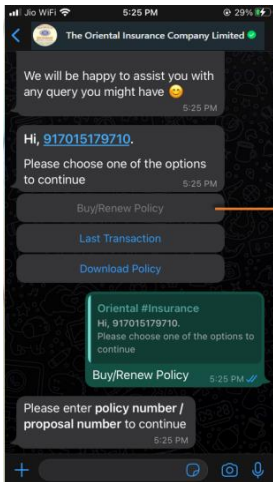 Jio WiFi 5:25 PM 29%
The Oriental Insurance Company Limited
We will be happy to assist you with
any query you might have 😊
5:25 PM
Hi, 917015179710.
Please choose one of the options
to continue
5:25 PM
Buy/Renew Policy
Last Transaction
Download Policy
Oriental #Insurance
Hi, 917015179710.
Please choose one of the options to
continue
Buy/Renew Policy 5:25 PM
Please enter policy number /
proposal number to continue
5:25 PM